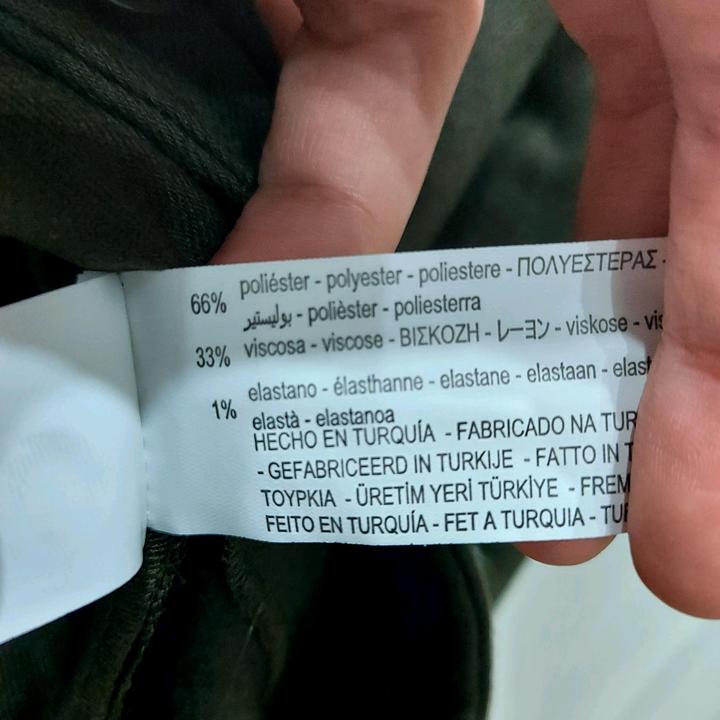 66% poliéster - polyester - poliestere - ΠΟΛΥΕΣΤΕΡΑΣ -
بوليستير - polièster - poliesterra
33% viscosa - viscose - ΒΙΣΚΟΖΗ - レーヨン - viskose -
1% elastano - élasthanne - elastane - elastaan -
elastà - elastanoa
HECHO EN TURQUÍA - FABRICADO NA
- GEFABRICEERD IN TURKIJE - FATTO IN
ΤΟΥΡΚΙΑ - ÜRETİM YERİ TÜRKİYE -
FEITO EN TURQUÍA - FET A TURQUIA -